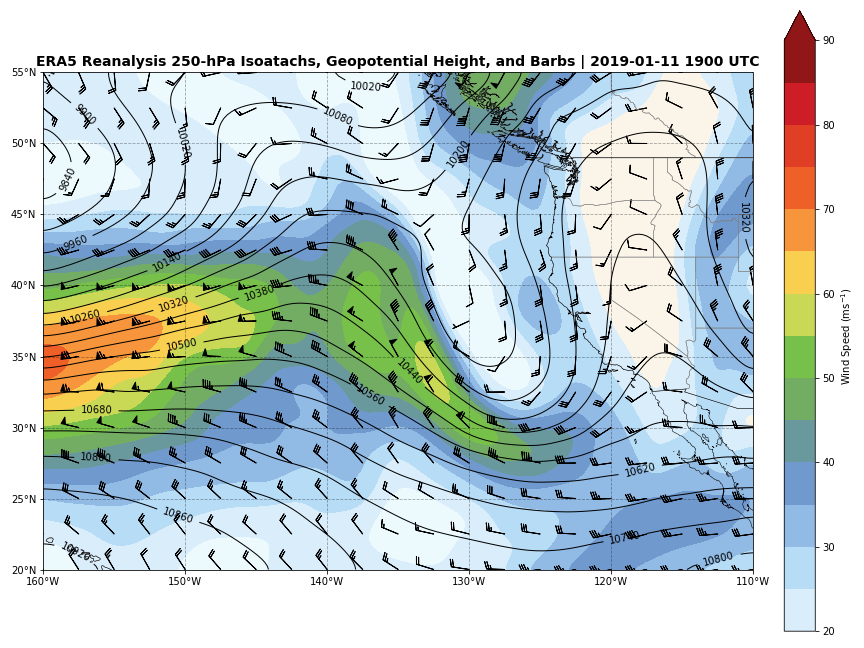 ERA5 Reanalysis 250-hPa Isoatachs, Geopotential Height, and Barbs | 2019-01-11 1900 UTC
90
80
70
60
50
40
30
20
Wind Speed (ms⁻¹)
55°N
50°N
45°N
40°N
35°N
30°N
25°N
20°N
160°W
150°W
140°W
130°W
120°W
110°W
10020
10080
10020
10200
9840
10320
9960
10140
10380
10320
10260
10500
10440
10560
10680
10620
10860
10740
10800